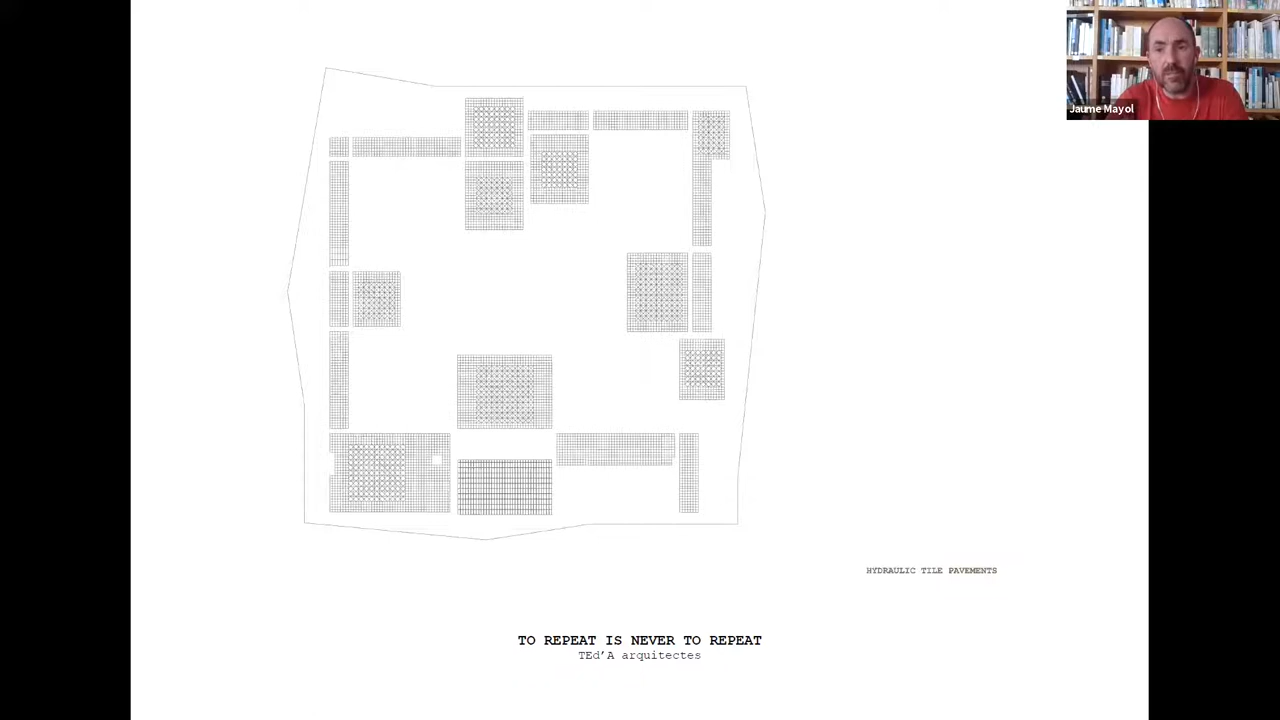 Jaume Mayol
HYDRAULIC TILE PAVEMENTS
TO REPEAT IS NEVER TO REPEAT
TEd'A arquitectes